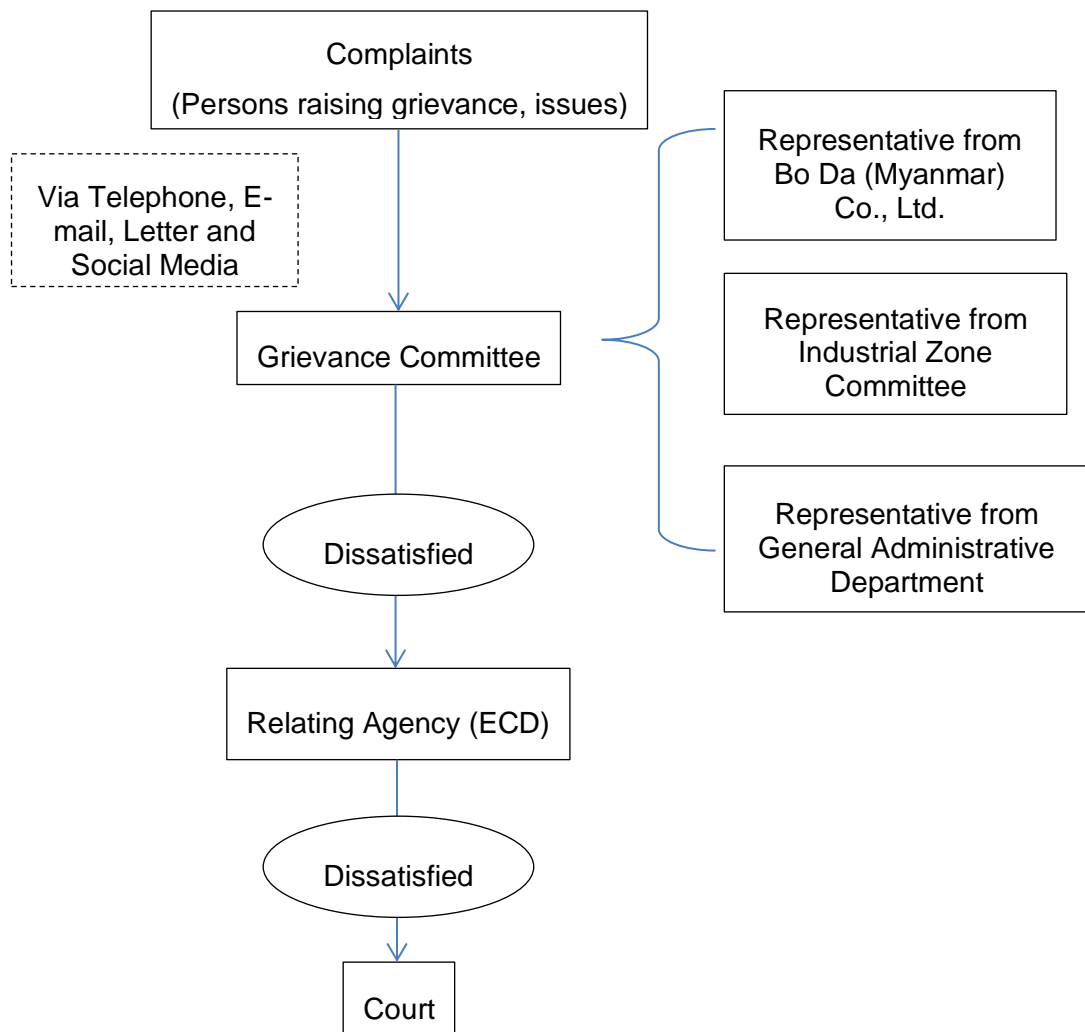 Complaints
(Persons raising grievance, issues)
Via Telephone, E-
mail, Letter and
Social Media
Representative from
Bo Da (Myanmar)
Co., Ltd.
Grievance Committee
Representative from
Industrial Zone
Committee
Representative from
General Administrative
Department
Dissatisfied
Relating Agency (ECD)
Dissatisfied
Court